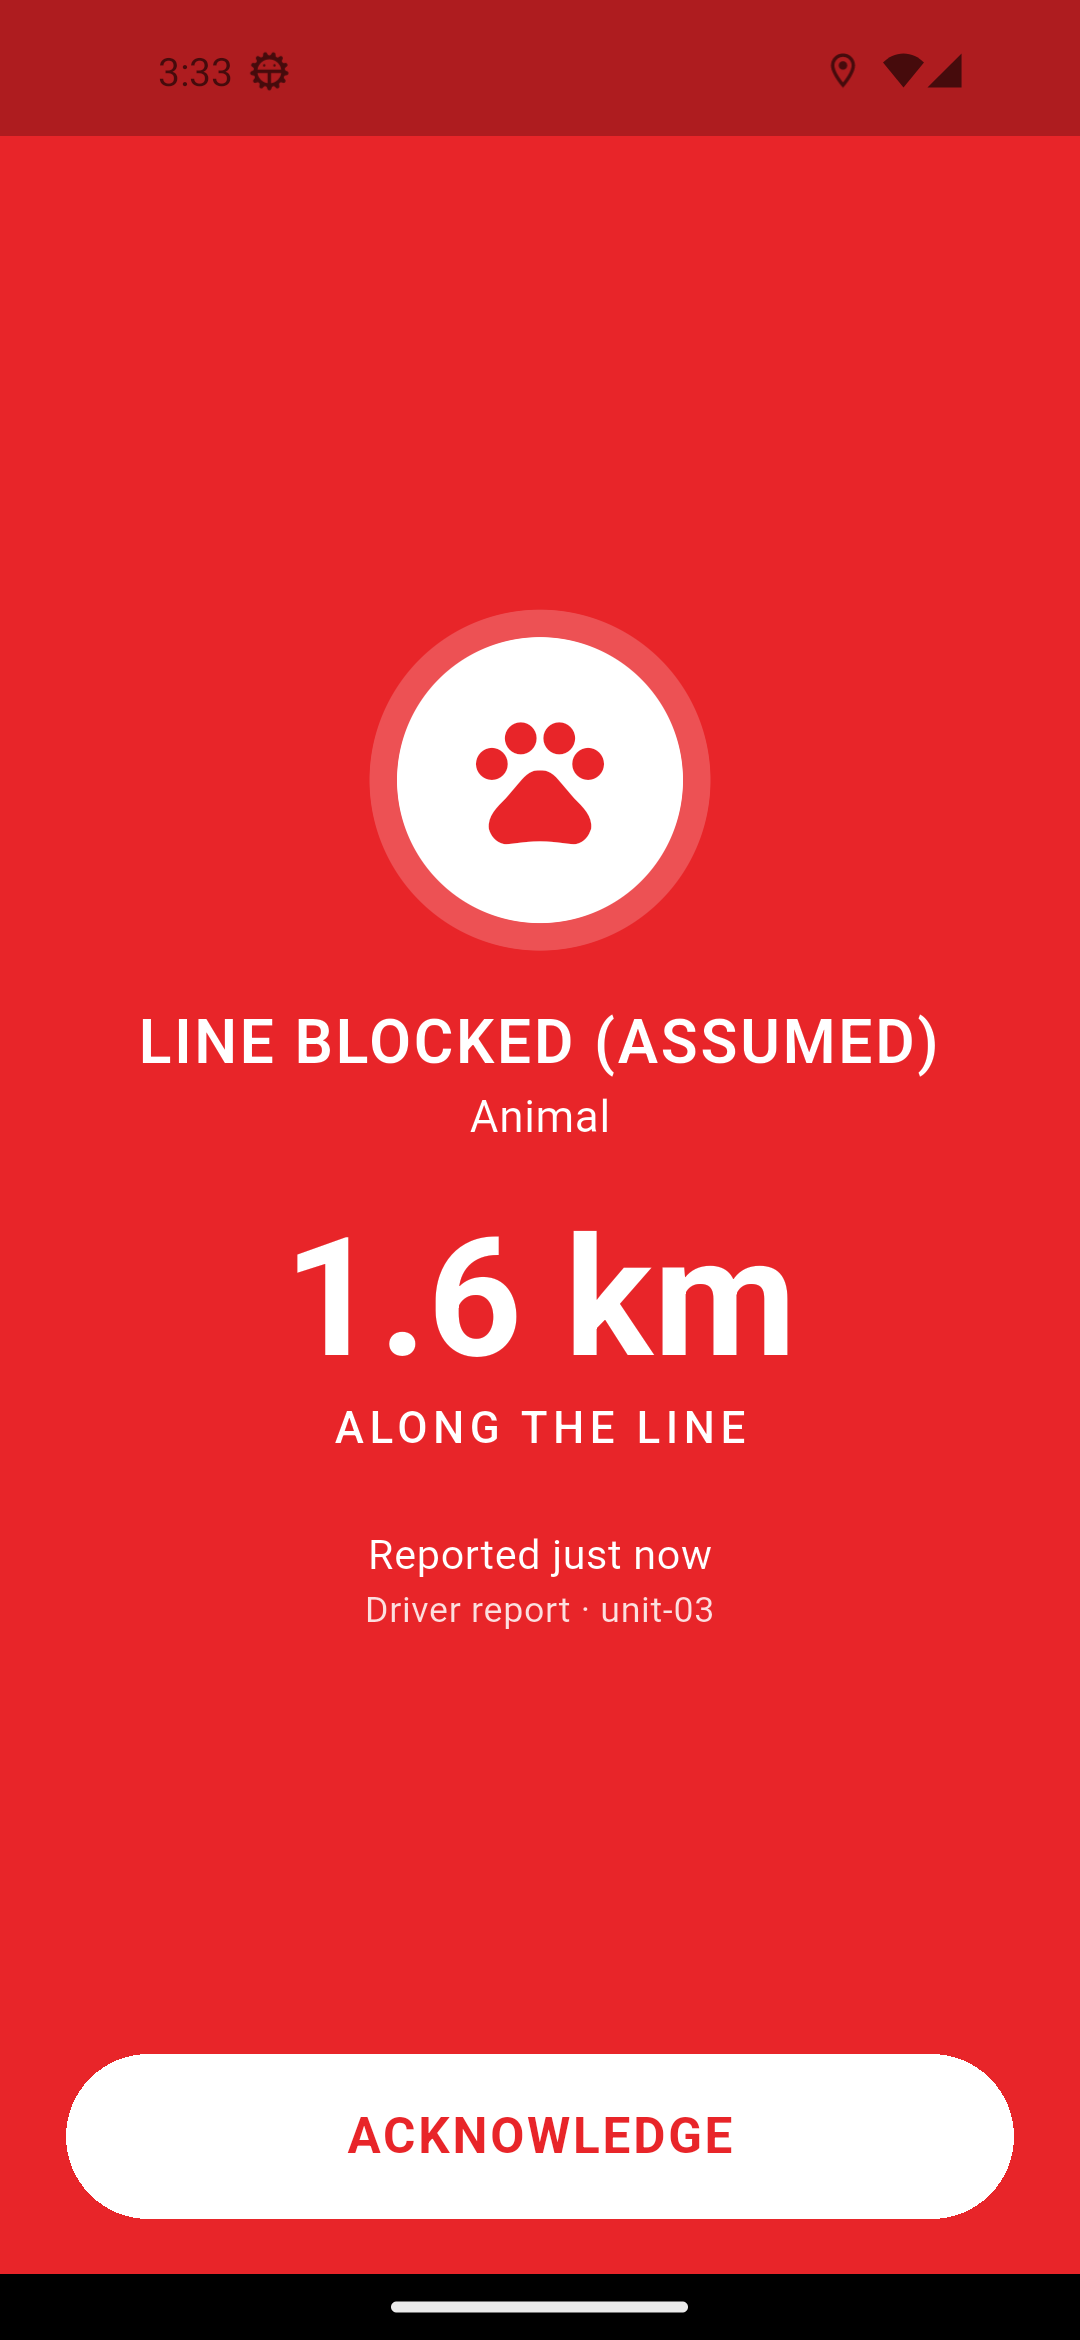 3:33
LINE BLOCKED (ASSUMED)
Animal
1.6 km
ALONG THE LINE
Reported just now
Driver report · unit-03
ACKNOWLEDGE